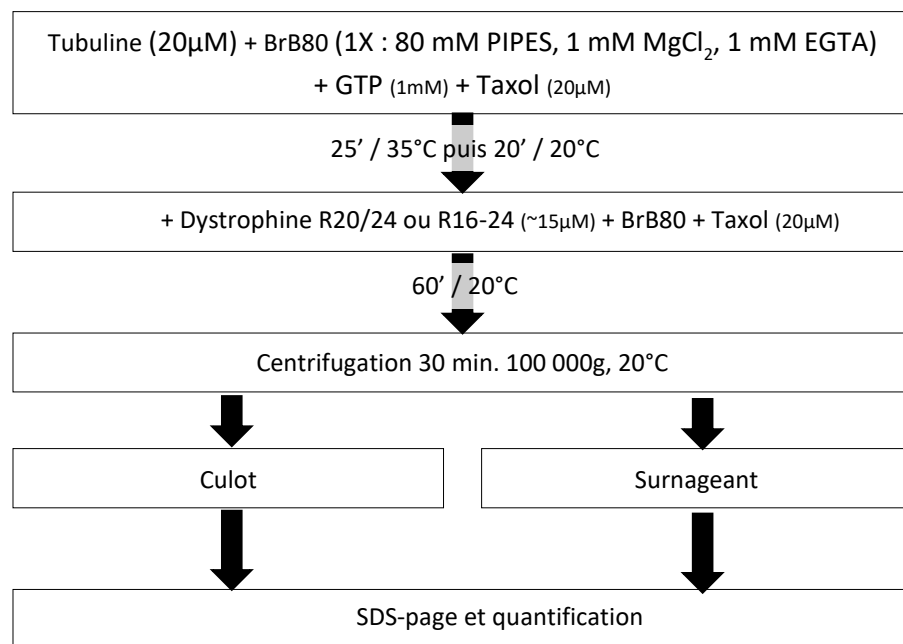 Tubuline (20µM) + BrB80 (1X : 80 mM PIPES, 1 mM MgCl₂, 1 mM EGTA)
+ GTP (1mM) + Taxol (20µM)
25’ / 35°C puis 20’ / 20°C
+ Dystrophine R20/24 ou R16-24 (~15µM) + BrB80 + Taxol (20µM)
60’ / 20°C
Centrifugation 30 min. 100 000g, 20°C
Culot
Surnageant
SDS-page et quantification